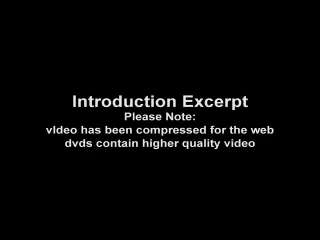 Introduction Excerpt
Please Note:
vIdeo has been compressed for the web
dvds contain higher quality video